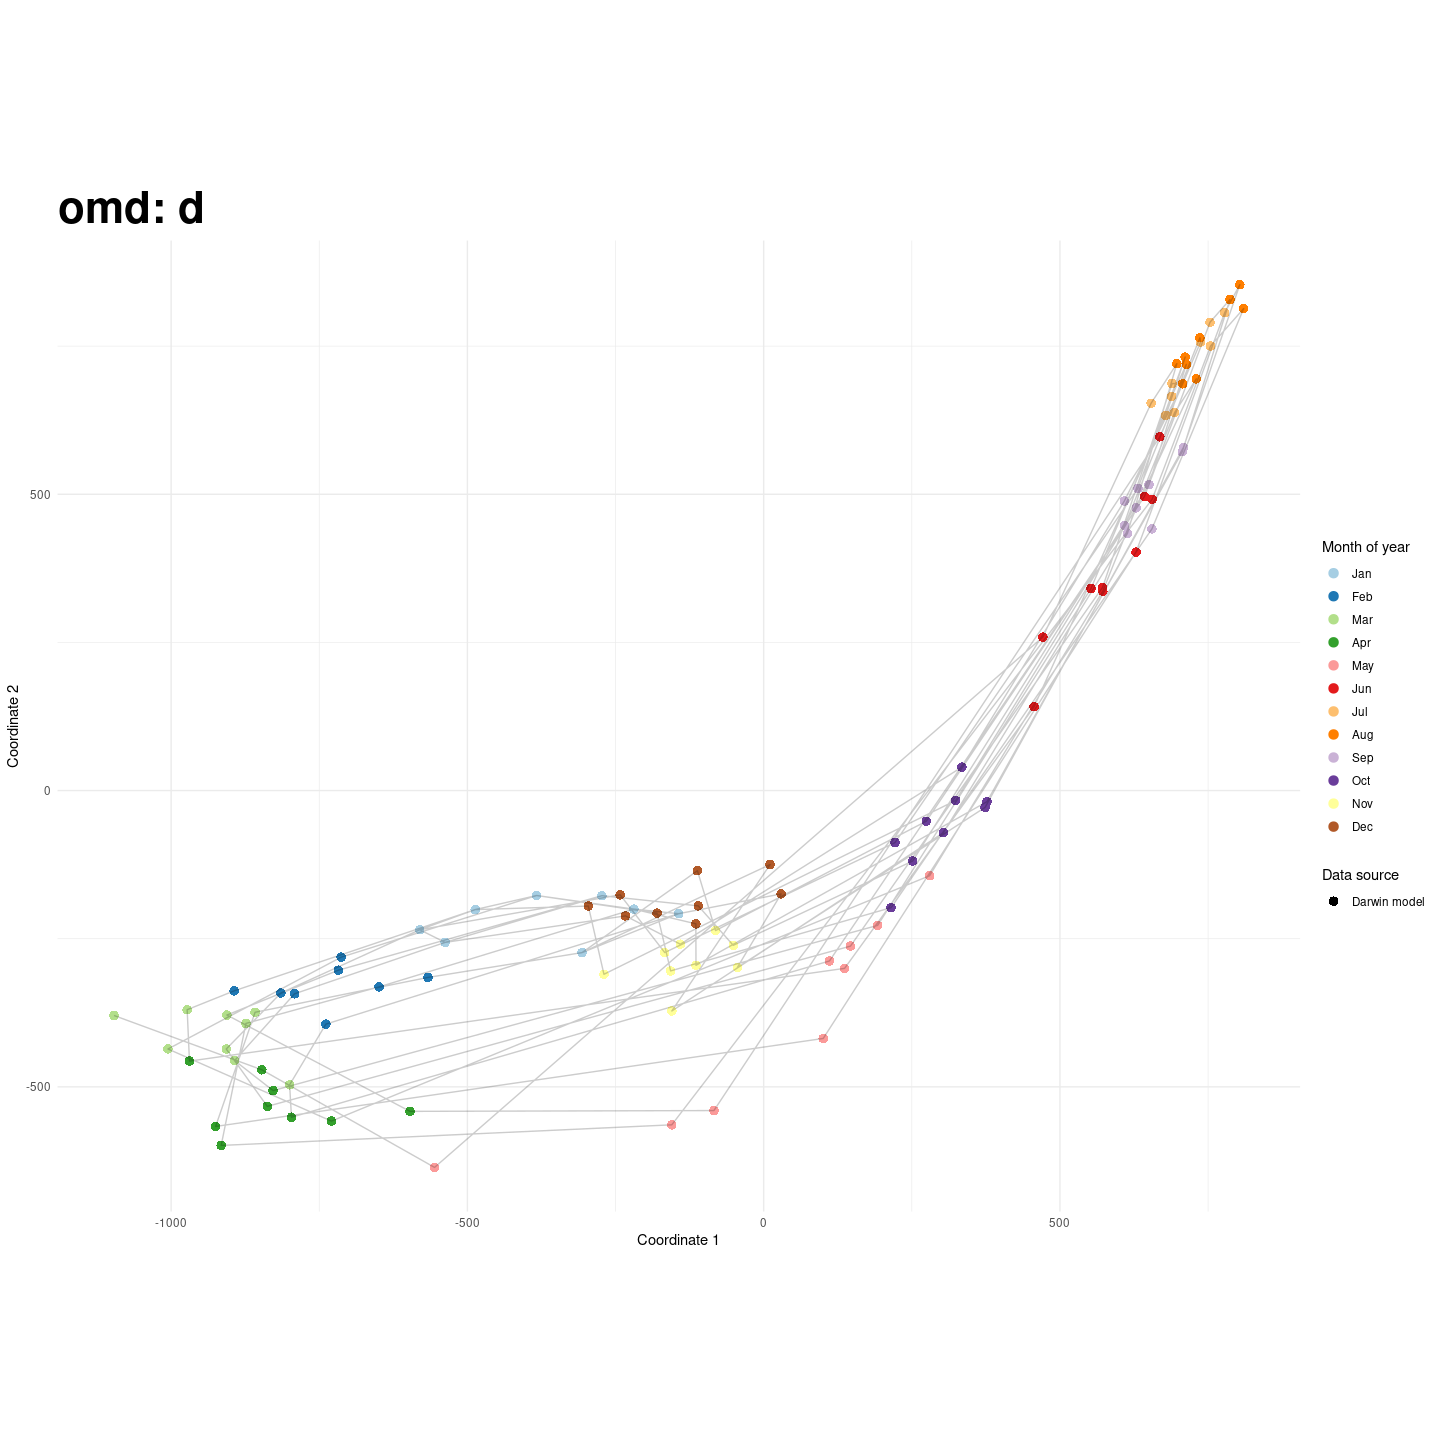 omd: d
Coordinate 2
500
0
-500
-1000
-500
0
500
Coordinate 1
Month of year
Jan
Feb
Mar
Apr
May
Jun
Jul
Aug
Sep
Oct
Nov
Dec
Data source
Darwin model